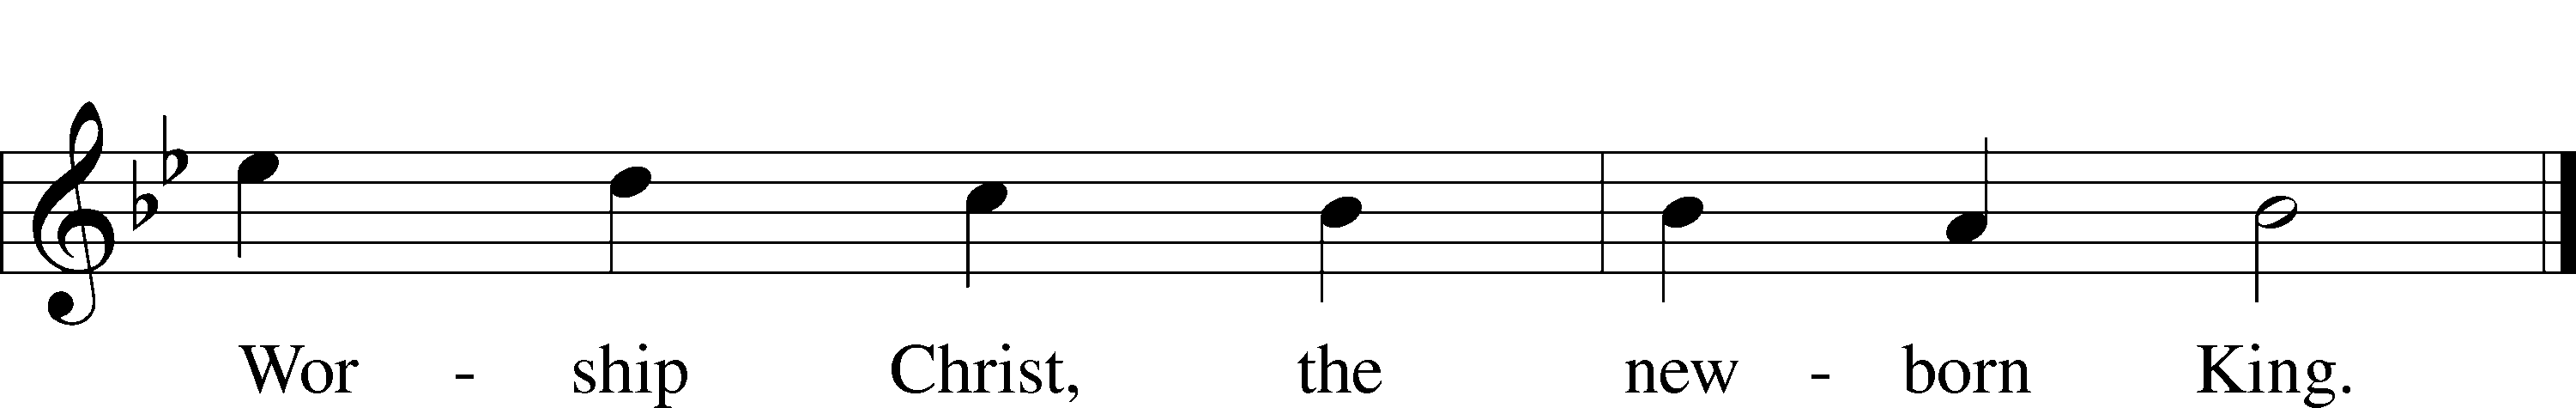 Wor - ship Christ, the new - born King.